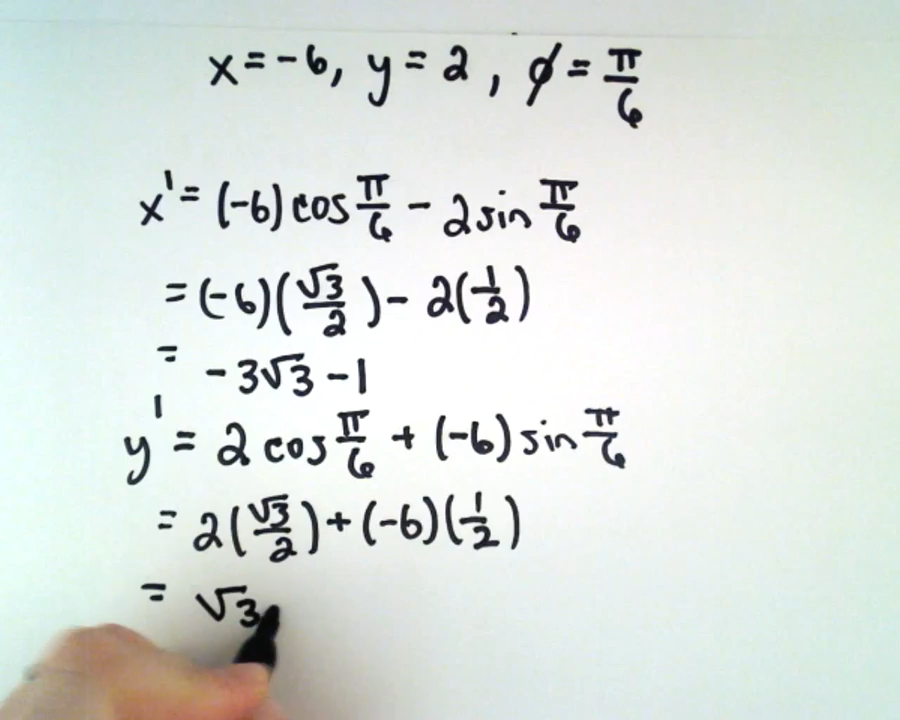 x = -6, y = 2, ϕ = π/6
x' = (-6) cos π/6 - 2 sin π/6
= (-6)(√3/2) - 2(1/2)
= -3√3 - 1
y' = 2 cos π/6 + (-6) sin π/6
= 2(√3/2) + (-6)(1/2)
= √3